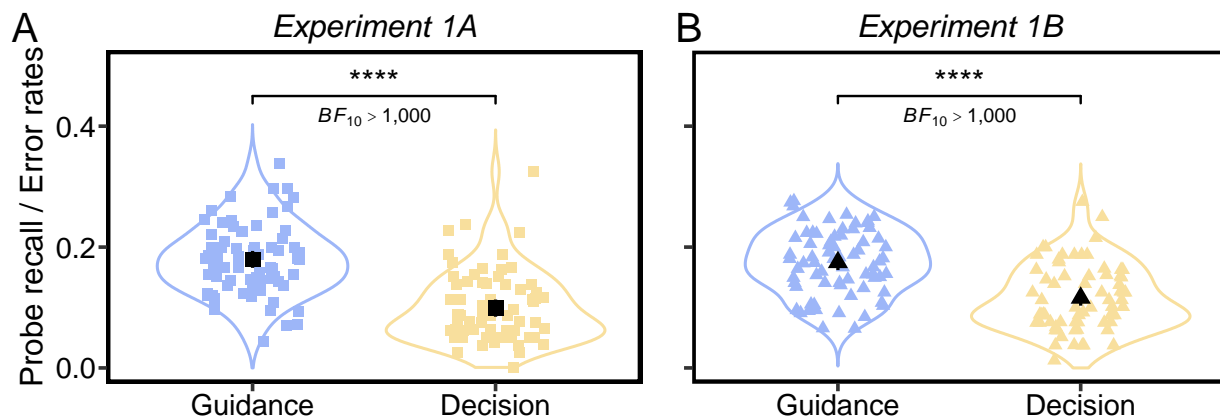 A
Experiment 1A
B
Experiment 1B
Probe recall / Error rates
0.4
0.2
0.0
****
BF10 > 1,000
****
BF10 > 1,000
Guidance
Decision
Guidance
Decision